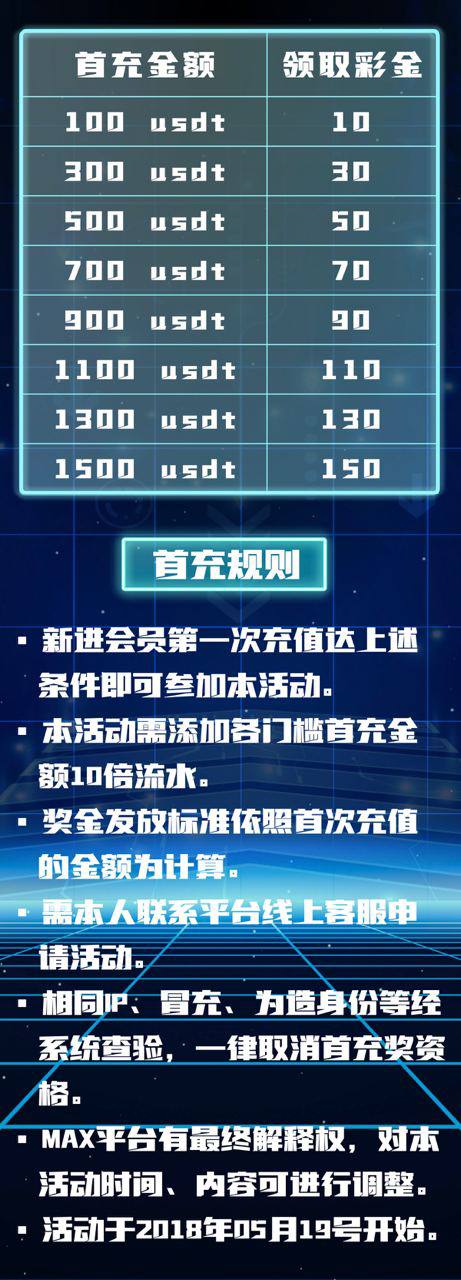 首充金额 领取彩金
100 usdt 10
300 usdt 30
500 usdt 50
700 usdt 70
900 usdt 90
1100 usdt 110
1300 usdt 130
1500 usdt 150
首充规则
▪ 新进会员第一次充值达上述
条件即可参加本活动。
▪ 本活动需添加各门槛首充金
额10倍流水。
▪ 奖金发放标准依照首次充值
的金额为计算。
▪ 需本人联系平台线上客服申
请活动。
▪ 相同IP、冒充、为造身份等经
系统查验，一律取消首充奖资
格。
▪ MAX平台有最终解释权，对本
活动时间、内容可进行调整。
▪ 活动于2018年05月19号开始。